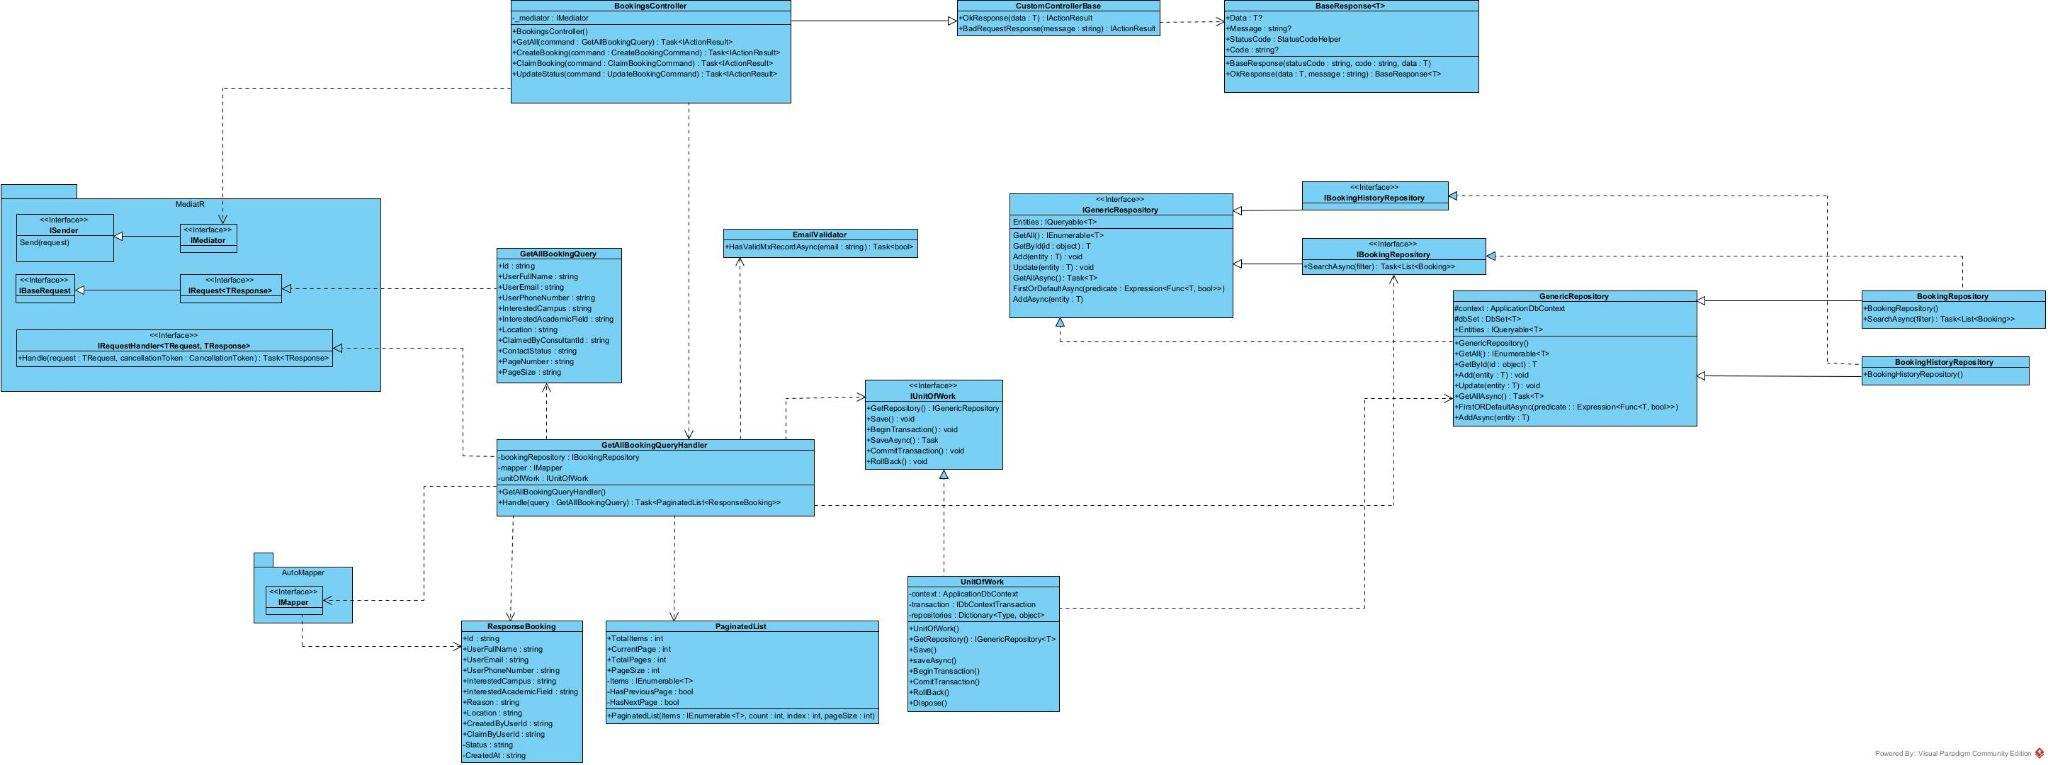 BookingsController
-_mediator : IMediator
+BookingsController()
+GetAll(command : GetAllBookingQuery) : Task<IActionResult>
+CreateBooking(command : CreateBookingCommand) : Task<IActionResult>
+ClaimBooking(command : ClaimBookingCommand) : Task<IActionResult>
+UpdateStatus(command : UpdateBookingCommand) : Task<IActionResult>
CustomControllerBase
+OkResponse(data : T) : IActionResult
+BadRequestResponse(message : string) : IActionResult
BaseResponse<T>
+Data : T?
+Message : string?
+StatusCode : StatusCodeHelper
+Code : string?
+BaseResponse(statusCode : string, code : string, data : T)
+OkResponse(data : T, message : string) : BaseResponse<T>
MediatR
<<Interface>>
ISender
Send(request)
<<Interface>>
IMediator
<<Interface>>
IBaseRequest
<<Interface>>
IRequest<TResponse>
<<Interface>>
IRequestHandler<TRequest, TResponse>
+Handle(request : TRequest, cancellationToken : CancellationToken) : Task<TResponse>
GetAllBookingQuery
+Id : string
+UserFullName : string
+UserEmail : string
+UserPhoneNumber : string
+InterestedCampus : string
+InterestedAcademicField : string
+Location : string
+ClaimedByConsultantId : string
+ContactStatus : string
+PageNumber : string
+PageSize : string
EmailValidator
+HasValidMxRecordAsync(email : string) : Task<bool>
<<Interface>>
IGenericRespository
Entities : IQueryable<T>
GetAll() : IEnumerable<T>
GetById(id : object) : T
Add(entity : T) : void
Update(entity : T) : void
GetAllAsync() : Task<T>
FirstOrDefaultAsync(predicate : Expression<Func<T, bool>>)
AddAsync(entity : T)
<<Interface>>
IBookingHistoryRepository
<<Interface>>
IBookingRepository
+SearchAsync(filter) : Task<List<Booking>>
GenericRepository
#context : ApplicationDbContext
#dbSet : DbSet<T>
+Entities : IQueryable<T>
+GenericRepository()
+GetAll() : IEnumerable<T>
+GetById(id : object) : T
+Add(entity : T) : void
+Update(entity : T) : void
+GetAllAsync() : Task<T>
+FirstORDefaultAsync(predicate : : Expression<Func<T, bool>>)
+AddAsync(entity : T)
BookingRepository
+BookingRepository()
+SearchAsync(filter) : Task<List<Booking>>
BookingHistoryRepository
+BookingHistoryRepository()
<<Interface>>
IUnitOfWork
+GetRepository() : IGenericRepository
+Save() : void
+BeginTransaction() : void
+SaveAsync() : Task
+CommitTransaction() : void
+RollBack() : void
GetAllBookingQueryHandler
-bookingRepository : IBookingRepository
-mapper : IMapper
-unitOfWork : IUnitOfWork
+GetAllBookingQueryHandler()
+Handle(query : GetAllBookingQuery) : Task<PaginatedList<ResponseBooking>>
AutoMapper
<<Interface>>
IMapper
ResponseBooking
+Id : string
+UserFullName : string
+UserEmail : string
+UserPhoneNumber : string
+InterestedCampus : string
+InterestedAcademicField : string
+Reason : string
+Location : string
+CreatedByUserId : string
+ClaimByUserId : string
-Status : string
-CreatedAt : string
PaginatedList
+TotalItems : int
+CurrentPage : int
+TotalPages : int
+PageSize : int
-Items : IEnumerable<T>
-HasPreviousPage : bool
-HasNextPage : bool
+PaginatedList(items : IEnumerable<T>, count : int, index : int, pageSize : int)
UnitOfWork
-context : ApplicationDbContext
-transaction : IDbContextTransaction
-repositories : Dictionary<Type, object>
+UnitOfWork()
+GetRepository() : IGenericRepository<T>
+Save()
+saveAsync()
+BeginTransaction()
+ComitTransaction()
+RollBack()
+Dispose()
Powered By: Visual Paradigm Community Edition